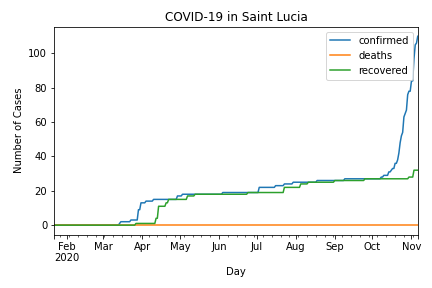 COVID-19 in Saint Lucia
confirmed
deaths
recovered
Number of Cases
100
80
60
40
20
0
Feb Mar Apr May Jun Jul Aug Sep Oct Nov
2020
Day